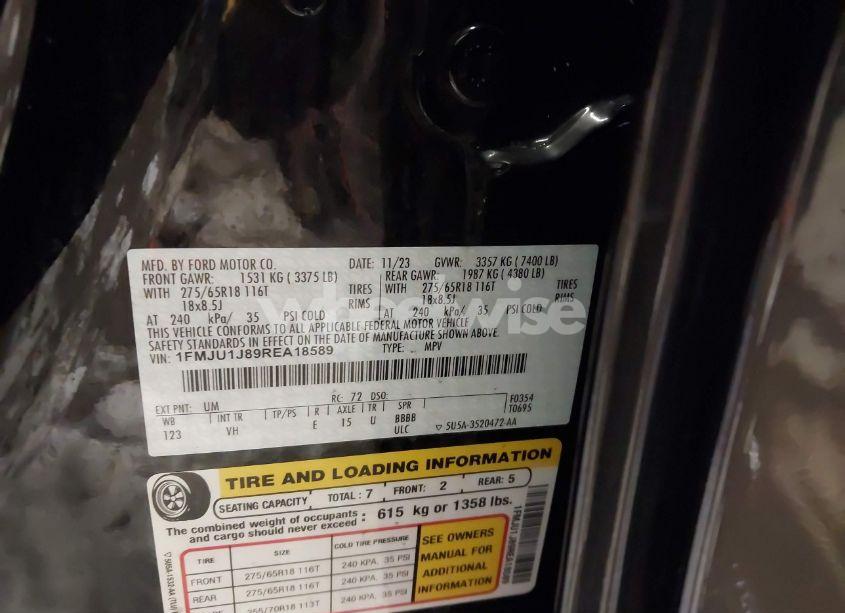 MFD. BY FORD MOTOR CO. DATE: 11/23 GVWR: 3357 KG ( 7400 LB)
FRONT GAWR: 1531 KG ( 3375 LB) REAR GAWR: 1987 KG ( 4380 LB)
WITH 275/65R18 116T TIRES WITH 275/65R18 116T TIRES
18x8.5J RIMS 18x8.5J RIMS
AT 240 kPa/ 35 PSI COLD AT 240 kPa/ 35 PSI COLD
THIS VEHICLE CONFORMS TO ALL APPLICABLE FEDERAL MOTOR VEHICLE
SAFETY STANDARDS IN EFFECT ON THE DATE OF MANUFACTURE SHOWN ABOVE.
VIN: 1FMJU1J89REA18589 TYPE: MPV
EXT PNT: UM RC: 72 DSO: F0354
WB INT TR TP/PS R AXLE TR SPR T0695
123 VH E 15 U BBBB
ULC ▽ 5U5A-3520472-AA
TIRE AND LOADING INFORMATION
SEATING CAPACITY TOTAL : 7 FRONT: 2 REAR: 5
The combined weight of occupants
and cargo should never exceed : 615 kg or 1358 lbs.
TIRE SIZE COLD TIRE PRESSURE
FRONT 275/65R18 116T 240 KPA, 35 PSI
REAR 275/65R18 116T 240 KPA, 35 PSI
255/70R18 113T 240 KPA, 35 PSI
SEE OWNERS
MANUAL FOR
ADDITIONAL
INFORMATION
1FMJU1J89REA18589